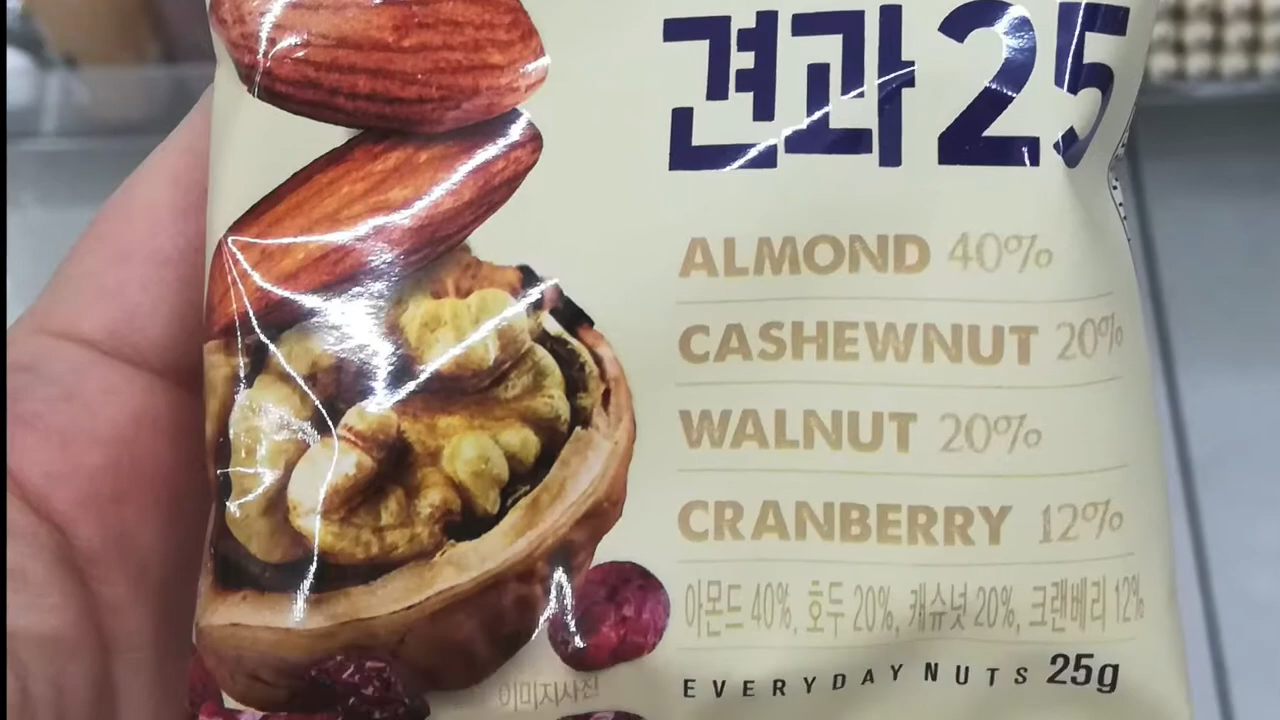 견과 25
ALMOND 40%
CASHEWNUT 20%
WALNUT 20%
CRANBERRY 12%
아몬드 40%, 호두 20%, 캐슈넛 20%, 크랜베리 12%
EVERYDAY NUTS 25g
이미지사진